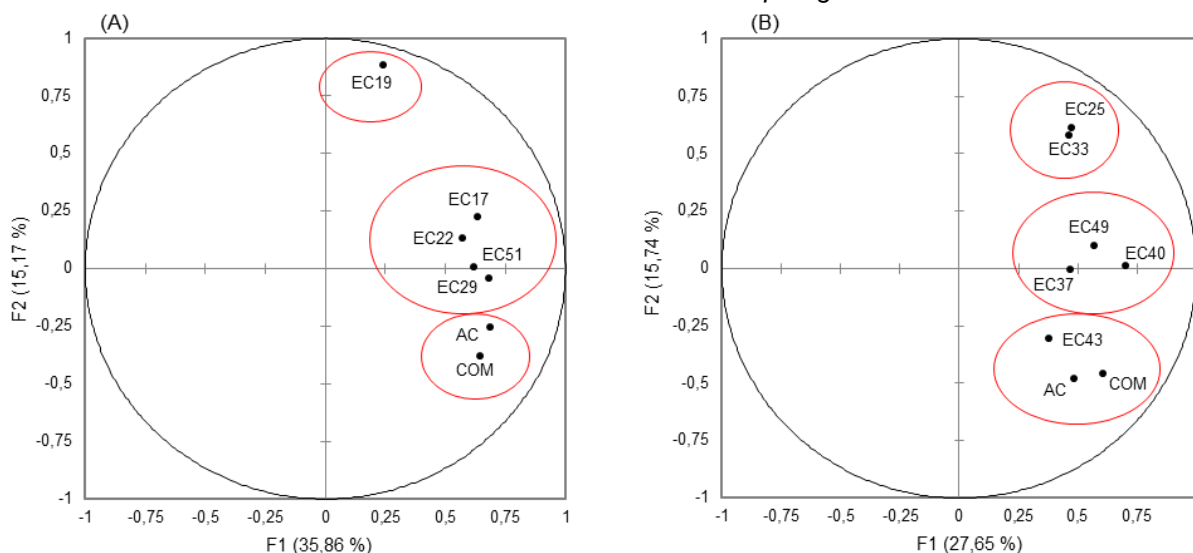 (A)
(B)
1
0,75
0,5
0,25
0
-0,25
-0,5
-0,75
-1
F2 (15,17 %)
EC19
EC17
EC22
EC51
EC29
AC
COM
-1 -0,75 -0,5 -0,25 0 0,25 0,5 0,75 1
F1 (35,86 %)
1
0,75
0,5
0,25
0
-0,25
-0,5
-0,75
-1
F2 (15,74 %)
EC25
EC33
EC49
EC40
EC37
EC43
AC
COM
-1 -0,75 -0,5 -0,25 0 0,25 0,5 0,75
F1 (27,65 %)